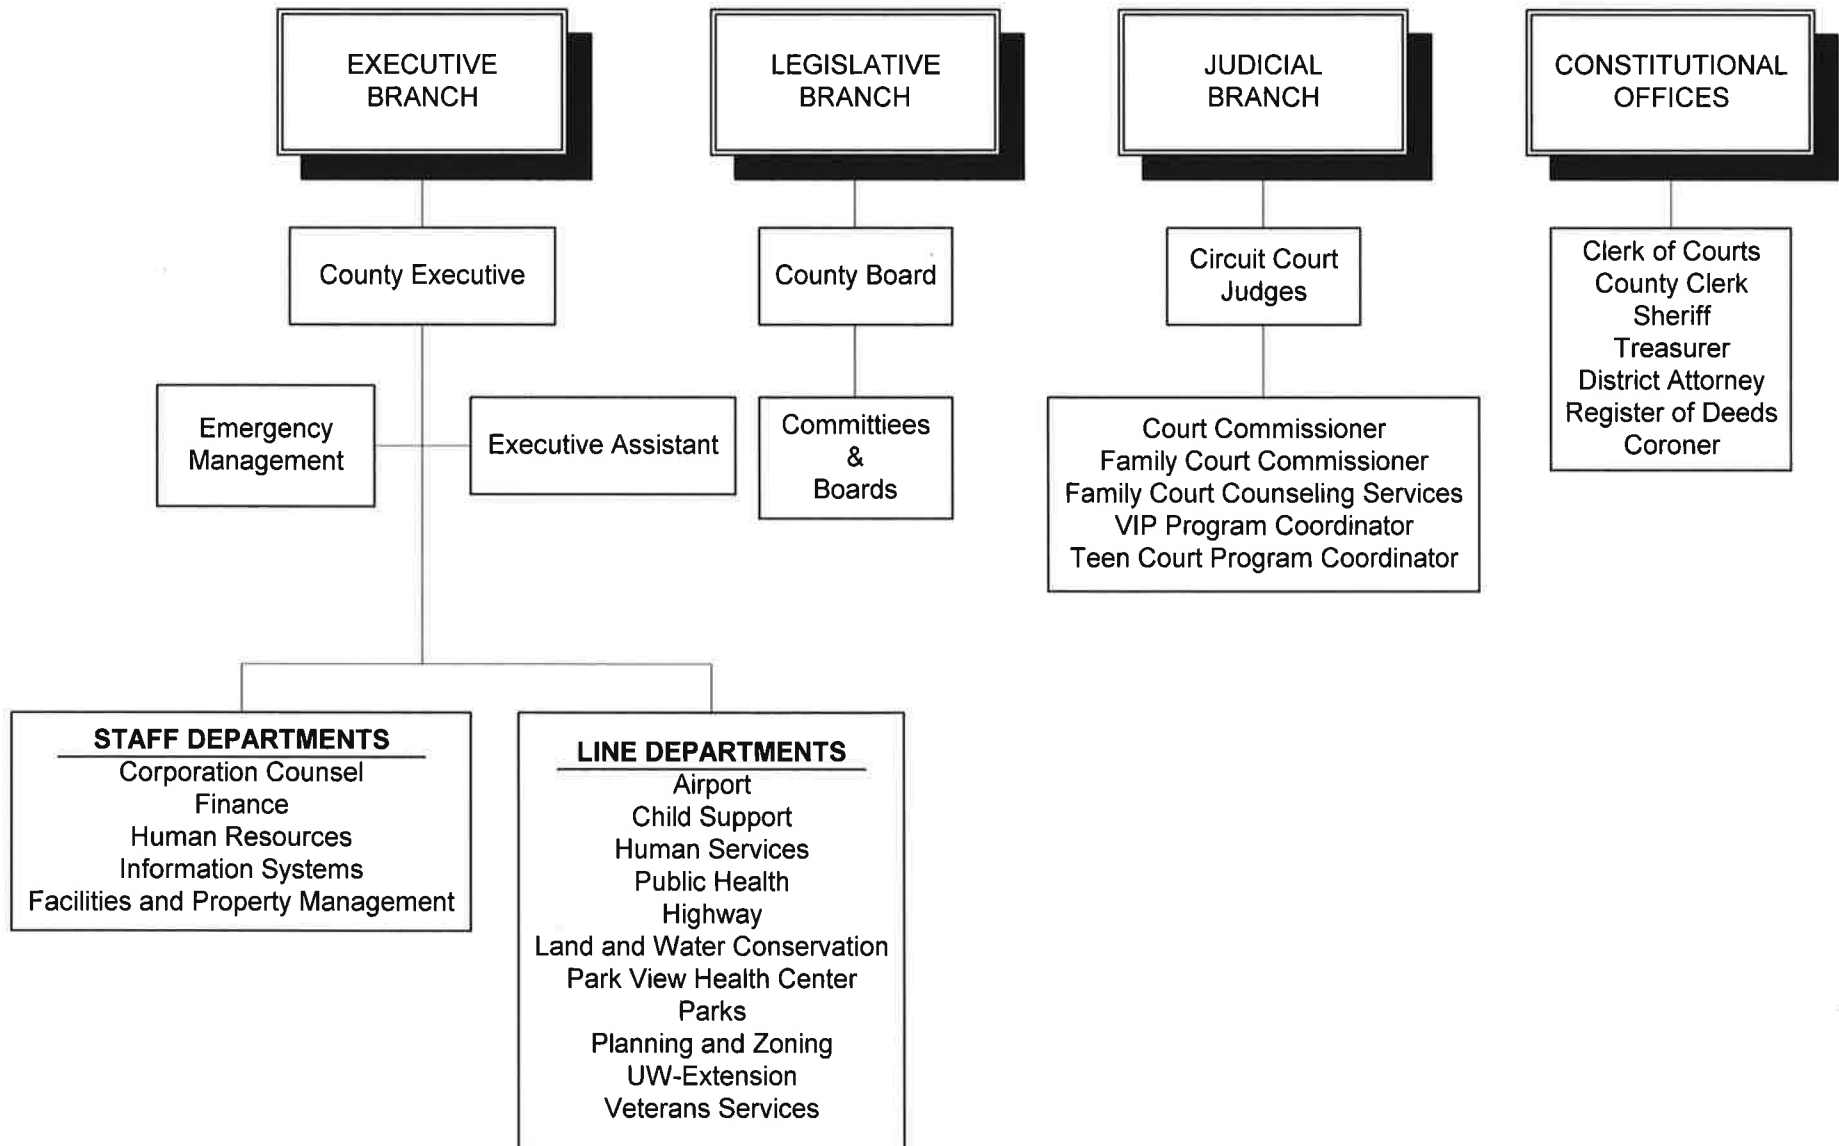 EXECUTIVE
BRANCH
LEGISLATIVE
BRANCH
JUDICIAL
BRANCH
CONSTITUTIONAL
OFFICES
County Executive
County Board
Circuit Court
Judges
Clerk of Courts
County Clerk
Sheriff
Treasurer
District Attorney
Register of Deeds
Coroner
Emergency
Management
Executive Assistant
Committiees
&
Boards
Court Commissioner
Family Court Commissioner
Family Court Counseling Services
VIP Program Coordinator
Teen Court Program Coordinator
STAFF DEPARTMENTS
Corporation Counsel
Finance
Human Resources
Information Systems
Facilities and Property Management
LINE DEPARTMENTS
Airport
Child Support
Human Services
Public Health
Highway
Land and Water Conservation
Park View Health Center
Parks
Planning and Zoning
UW-Extension
Veterans Services